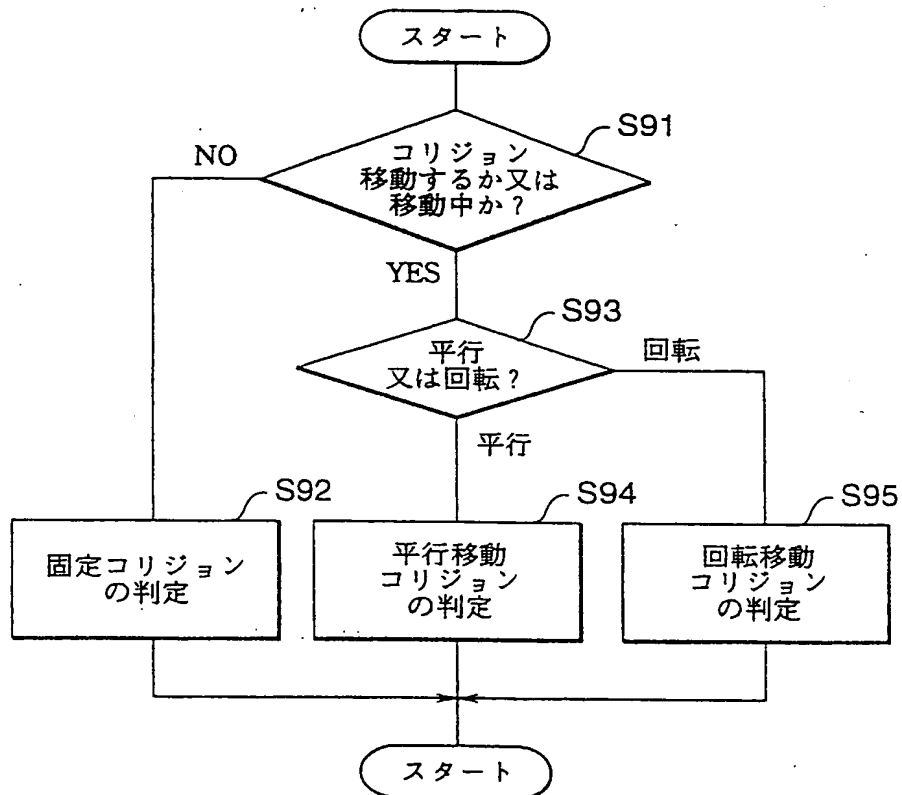 スタート
S91
コリジョン
移動するか又は
移動中か?
NO
YES
S93
平行
又は回転?
回転
平行
S92
固定コリジョン
の判定
S94
平行移動
コリジョン
の判定
S95
回転移動
コリジョン
の判定
スタート